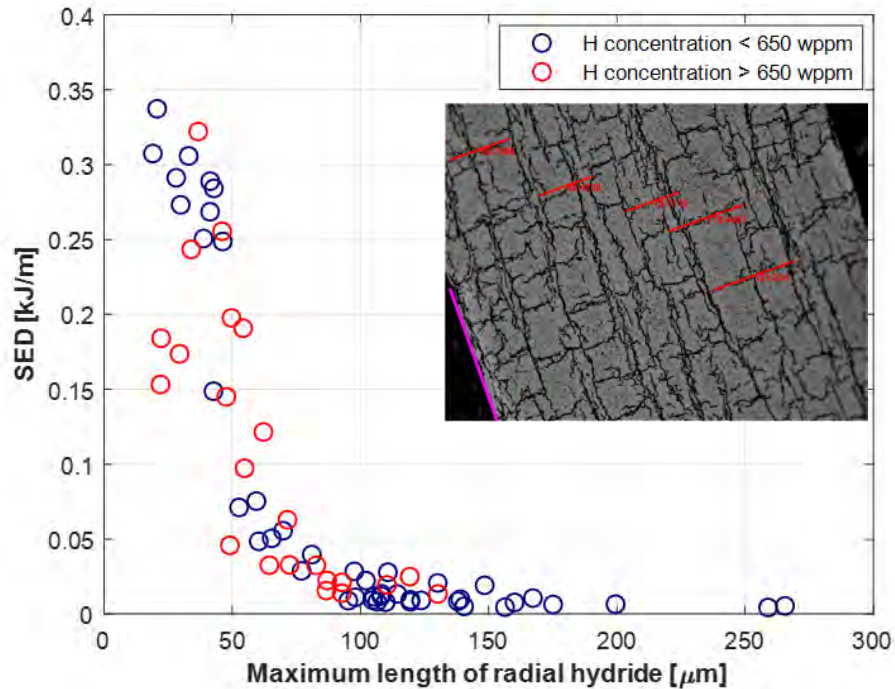 0.4
0.35
0.3
0.25
0.2
0.15
0.1
0.05
0
SED [kJ/m]
H concentration < 650 wppm
H concentration > 650 wppm
0 50 100 150 200 250 300
Maximum length of radial hydride [μm]